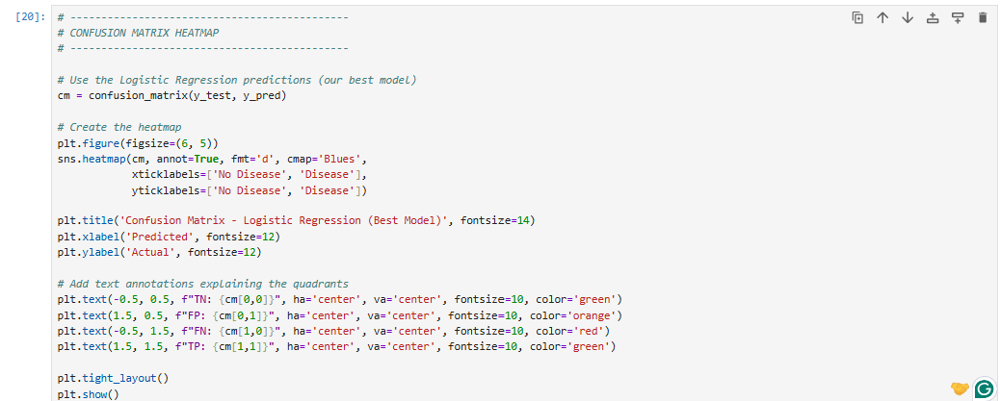 [20]:
# ---------------------------------------------
# CONFUSION MATRIX HEATMAP
# ---------------------------------------------
# Use the Logistic Regression predictions (our best model)
cm = confusion_matrix(y_test, y_pred)
# Create the heatmap
plt.figure(figsize=(6, 5))
sns.heatmap(cm, annot=True, fmt='d', cmap='Blues',
            xticklabels=['No Disease', 'Disease'],
            yticklabels=['No Disease', 'Disease'])
plt.title('Confusion Matrix - Logistic Regression (Best Model)', fontsize=14)
plt.xlabel('Predicted', fontsize=12)
plt.ylabel('Actual', fontsize=12)
# Add text annotations explaining the quadrants
plt.text(-0.5, 0.5, f"TN: {cm[0,0]}", ha='center', va='center', fontsize=10, color='green')
plt.text(1.5, 0.5, f"FP: {cm[0,1]}", ha='center', va='center', fontsize=10, color='orange')
plt.text(-0.5, 1.5, f"FN: {cm[1,0]}", ha='center', va='center', fontsize=10, color='red')
plt.text(1.5, 1.5, f"TP: {cm[1,1]}", ha='center', va='center', fontsize=10, color='green')
plt.tight_layout()
plt.show()